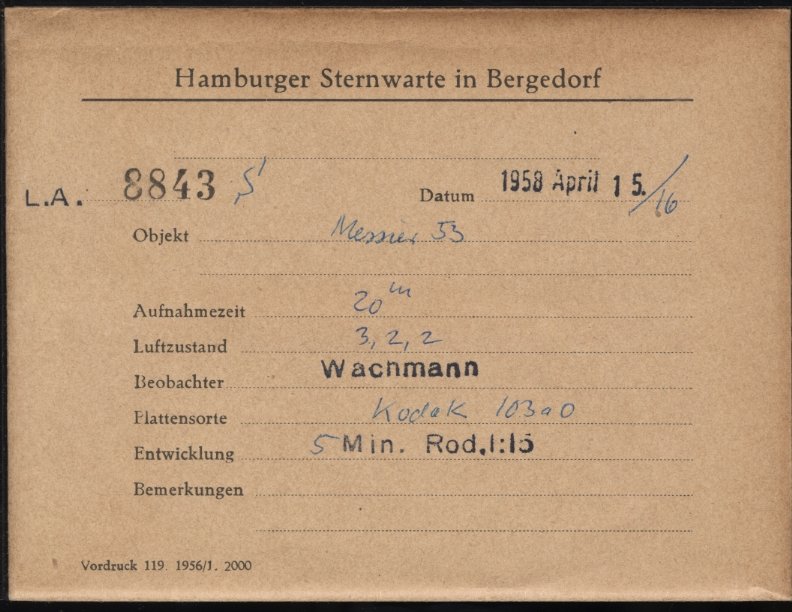 Hamburger Sternwarte in Bergedorf
L.A. 8843 S' Datum 1958 April 15./16
Objekt Messier 53
Aufnahmezeit 20m
Luftzustand 3, 2, 2
Beobachter Wachmann
Plattensorte Kodak 103a0
Entwicklung 5 Min. Rod.1:15
Bemerkungen
Vordruck 119. 1956/J. 2000